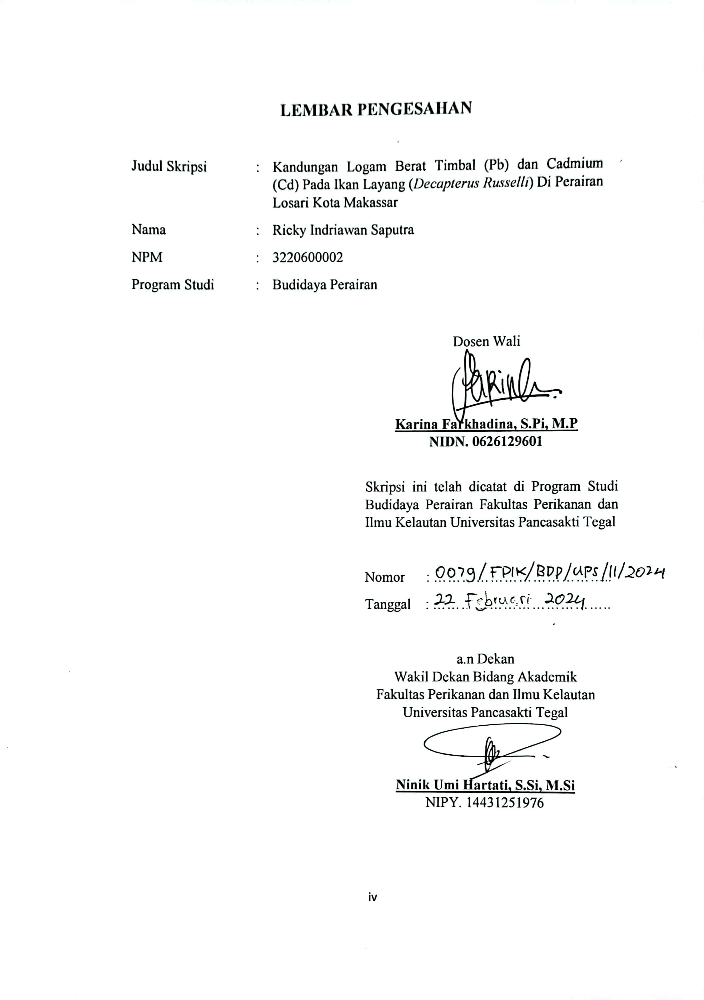 LEMBAR PENGESAHAN
Judul Skripsi : Kandungan Logam Berat Timbal (Pb) dan Cadmium
(Cd) Pada Ikan Layang (Decapterus Russelli) Di Perairan
Losari Kota Makassar
Nama : Ricky Indriawan Saputra
NPM : 3220600002
Program Studi : Budidaya Perairan
Dosen Wali
Karina Farkhadina, S.Pi, M.P
NIDN. 0626129601
Skripsi ini telah dicatat di Program Studi
Budidaya Perairan Fakultas Perikanan dan
Ilmu Kelautan Universitas Pancasakti Tegal
Nomor : 0079/FPIK/BDP/UPS/II/2024
Tanggal : 22 Februari 2024
a.n Dekan
Wakil Dekan Bidang Akademik
Fakultas Perikanan dan Ilmu Kelautan
Universitas Pancasakti Tegal
Ninik Umi Hartati, S.Si, M.Si
NIPY. 14431251976
iv